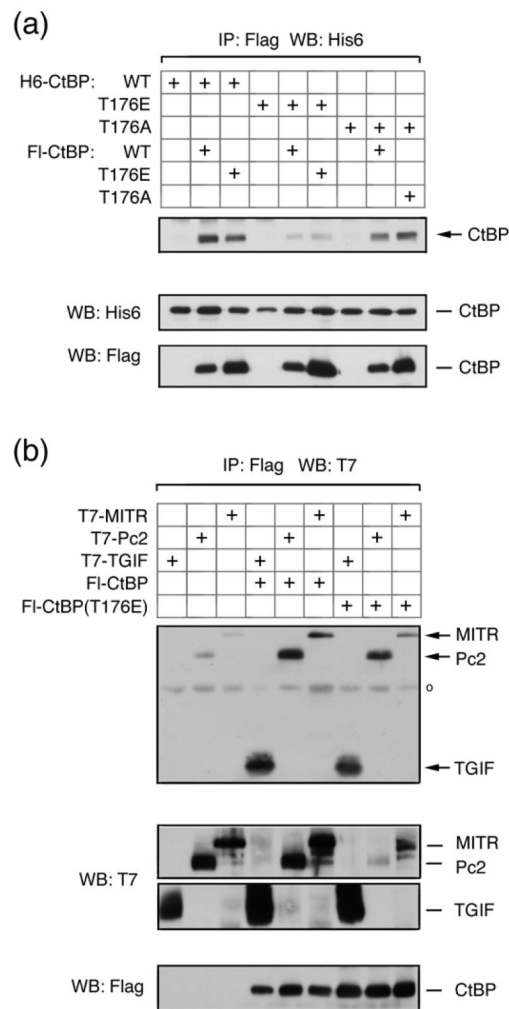 (a)
IP: Flag WB: His6
H6-CtBP: WT + + +
T176E + + +
T176A + + +
Fl-CtBP: WT + + +
T176E + +
T176A +
CtBP
WB: His6 CtBP
WB: Flag CtBP
(b)
IP: Flag WB: T7
T7-MITR + + +
T7-Pc2 + + +
T7-TGIF + + +
Fl-CtBP + + +
Fl-CtBP(T176E) + + +
MITR
Pc2
o
TGIF
MITR
WB: T7 Pc2
TGIF
WB: Flag CtBP